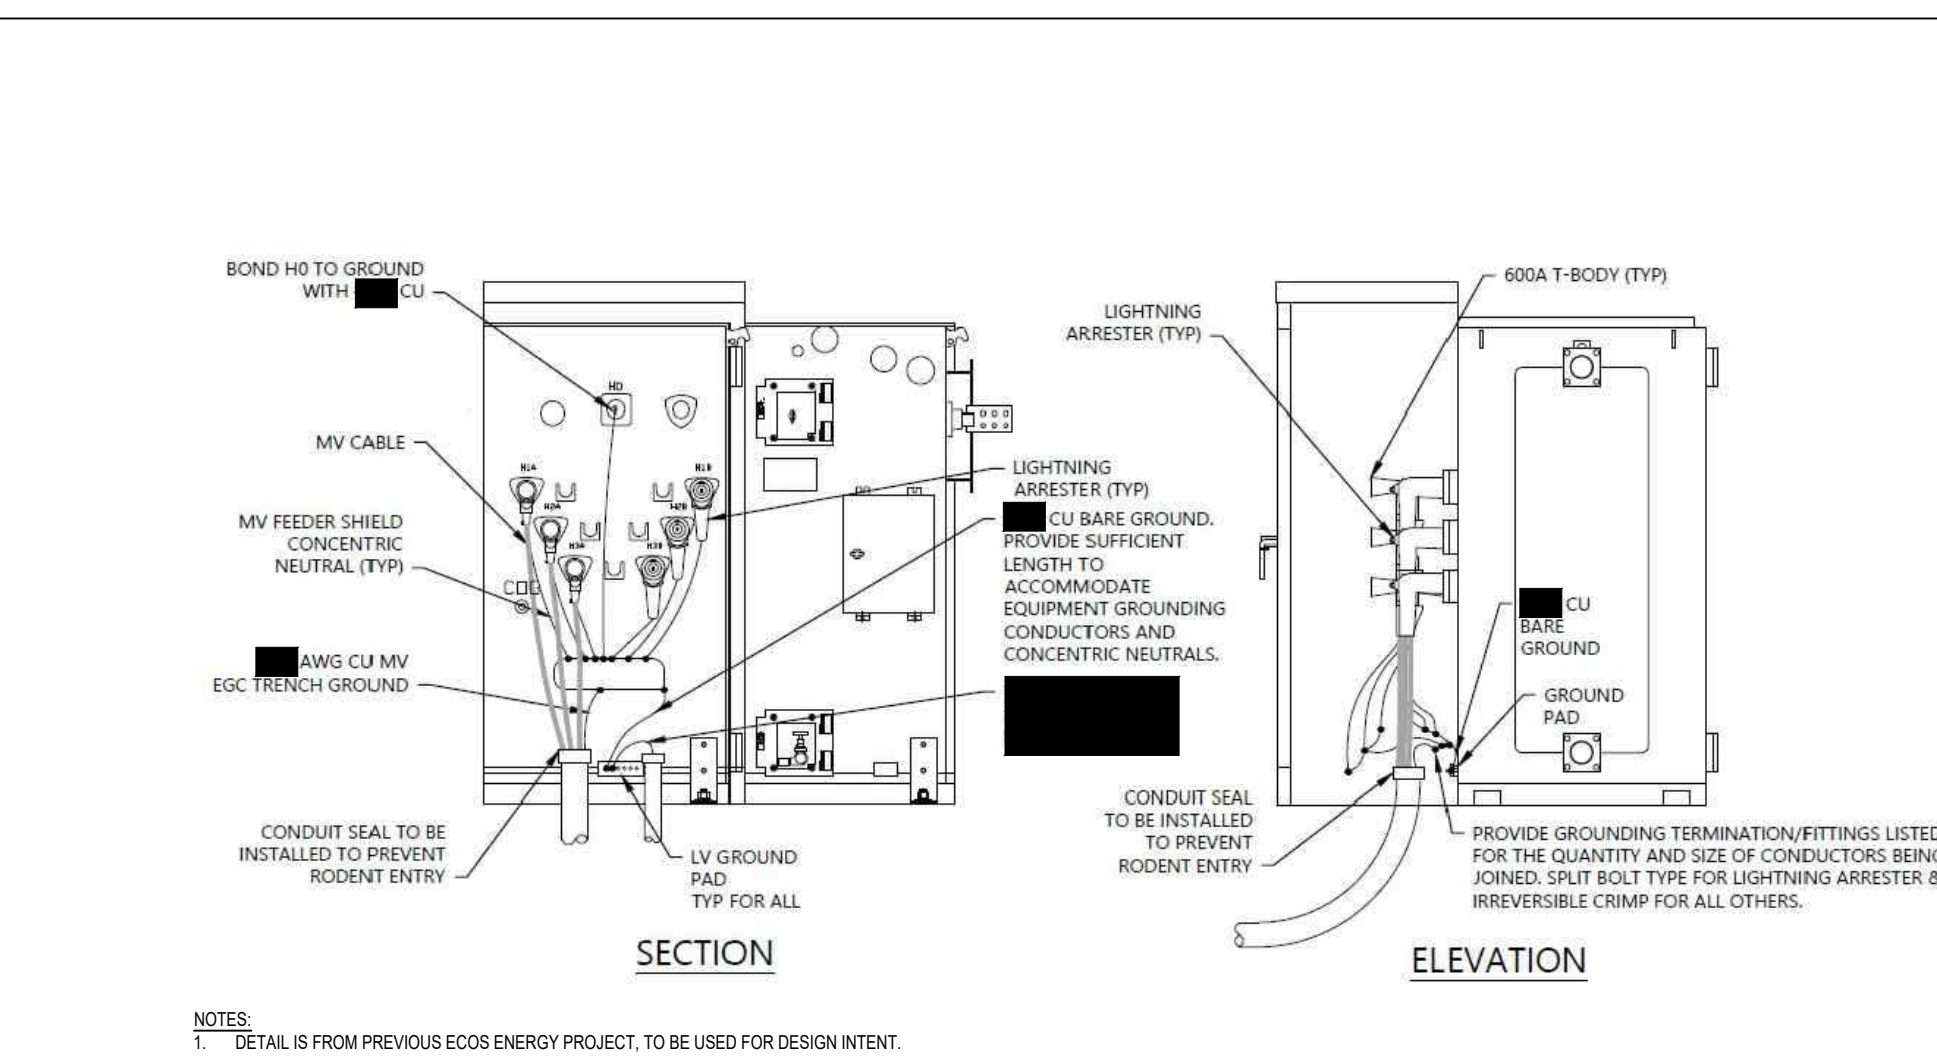 BOND H0 TO GROUND
WITH CU
H0
MV CABLE
H1A
H1B
H2A
H2B
H3A
H3B
MV FEEDER SHIELD
CONCENTRIC
NEUTRAL (TYP)
AWG CU MV
EGC TRENCH GROUND
CONDUIT SEAL TO BE
INSTALLED TO PREVENT
RODENT ENTRY
LV GROUND
PAD
TYP FOR ALL
LIGHTNING
ARRESTER (TYP)
CU BARE GROUND.
PROVIDE SUFFICIENT
LENGTH TO
ACCOMMODATE
EQUIPMENT GROUNDING
CONDUCTORS AND
CONCENTRIC NEUTRALS.
SECTION
LIGHTNING
ARRESTER (TYP)
600A T-BODY (TYP)
CU
BARE
GROUND
GROUND
PAD
CONDUIT SEAL
TO BE INSTALLED
TO PREVENT
RODENT ENTRY
PROVIDE GROUNDING TERMINATION/FITTINGS LISTED
FOR THE QUANTITY AND SIZE OF CONDUCTORS BEING
JOINED. SPLIT BOLT TYPE FOR LIGHTNING ARRESTER &
IRREVERSIBLE CRIMP FOR ALL OTHERS.
ELEVATION
NOTES:
1. DETAIL IS FROM PREVIOUS ECOS ENERGY PROJECT, TO BE USED FOR DESIGN INTENT.